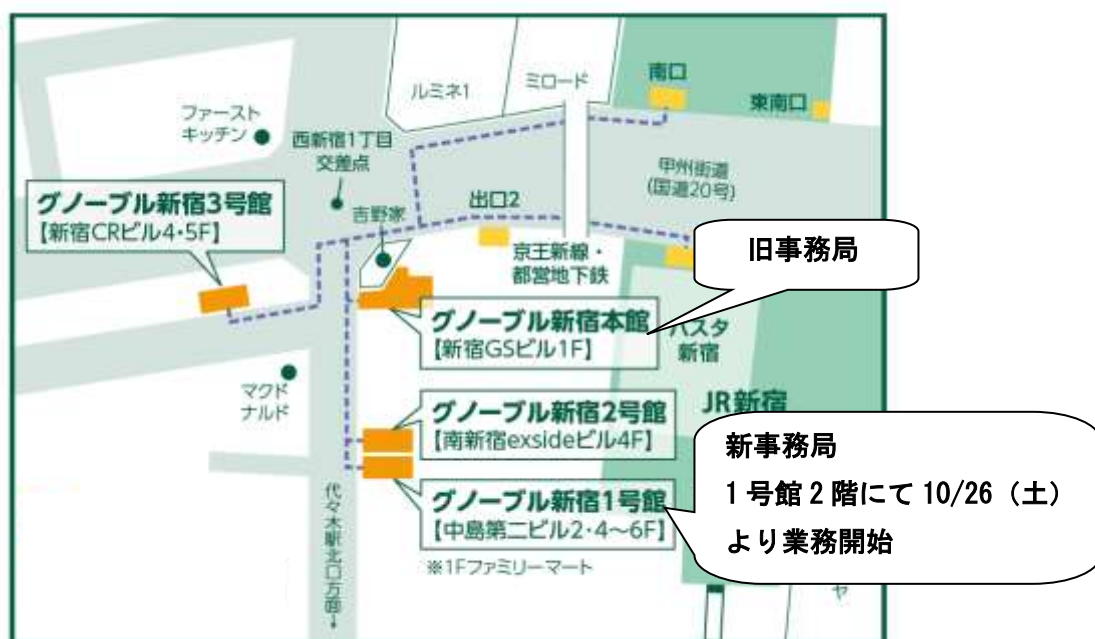 ルミネ1
ミロード
南口
東南口
ファースト
キッチン
西新宿1丁目
交差点
甲州街道
(国道20号)
グノーブル新宿3号館
【新宿CRビル4・5F】
吉野家
出口2
京王新線・
都営地下鉄
旧事務局
グノーブル新宿本館
【新宿GSビル1F】
バスタ
新宿
マクド
ナルド
JR新宿
グノーブル新宿2号館
【南新宿exsideビル4F】
新事務局
1号館2階にて10/26（土）
より業務開始
グノーブル新宿1号館
【中島第二ビル2・4〜6F】
※1Fファミリーマート
代々木駅北口方面→
ヤ